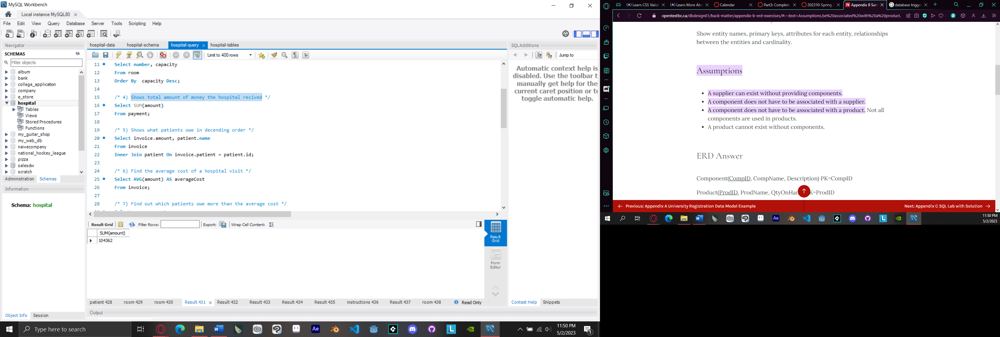 MySQL Workbench
Local instance MySQL80
File Edit View Query Database Server Tools Scripting Help
Navigator
SCHEMAS
Filter objects
album
bank
college_application
company
e_store
hospital
Tables
Views
Stored Procedures
Functions
my_guitar_shop
my_web_db
naivecompany
national_hockey_league
pizza
salesdw
scratch
Administration Schemas
Information
Schema: hospital
Object Info Session
hospital-data hospital-schema hospital-query hospital-tables
Limit to 400 rows
11 Select number, capacity
12 From room
13 Order By capacity Desc;
14
15 /* 4) Shows total amount of money the hospital recived */
16 Select SUM(amount)
17 From payment;
18
19 /* 5) Shows what patients owe in decending order */
20 Select invoice.amount, patient.name
21 From invoice
22 Inner Join patient On invoice.patient = patient.id;
23
24 /* 6) Find the average cost of a hospital visit */
25 Select AVG(amount) AS averageCost
26 From invoice;
27
28 /* 7) Find out which patients owe more than the average cost */
Result Grid Filter Rows: Export: Wrap Cell Content:
SUM(amount)
104362
Result Grid
Form Editor
patient 428 room 429 room 430 Result 431 Result 432 Result 433 Result 434 Result 435 instructions 436 Result 437 room 438 Read Only
Output
SQLAdditions
Jump to
Automatic context help is
disabled. Use the toolbar t
manually get help for the
current caret position or to
toggle automatic help.
Context Help Snippets
Type here to search
11:50 PM
5/2/2023
1
Learn CSS Varia Learn More Abo Calendar Part3: Complete 202310-Spring 2 Appendix B Sam database trigge
opentextbc.ca/dbdesign01/back-matter/appendix-b-erd-exercises/#:~:text=Assumptions,be%20associated%20with%20a%20product.
Show entity names, primary keys, attributes for each entity, relationships
between the entities and cardinality.
Assumptions
• A supplier can exist without providing components.
• A component does not have to be associated with a supplier.
• A component does not have to be associated with a product. Not all
components are used in products.
• A product cannot exist without components.
ERD Answer
Component(CompID, CompName, Description) PK=CompID
Product(ProdID, ProdName, QtyOnHan K=ProdID
Previous: Appendix A University Registration Data Model Example
Next: Appendix C SQL Lab with Solution
11:50 PM
5/2/2023